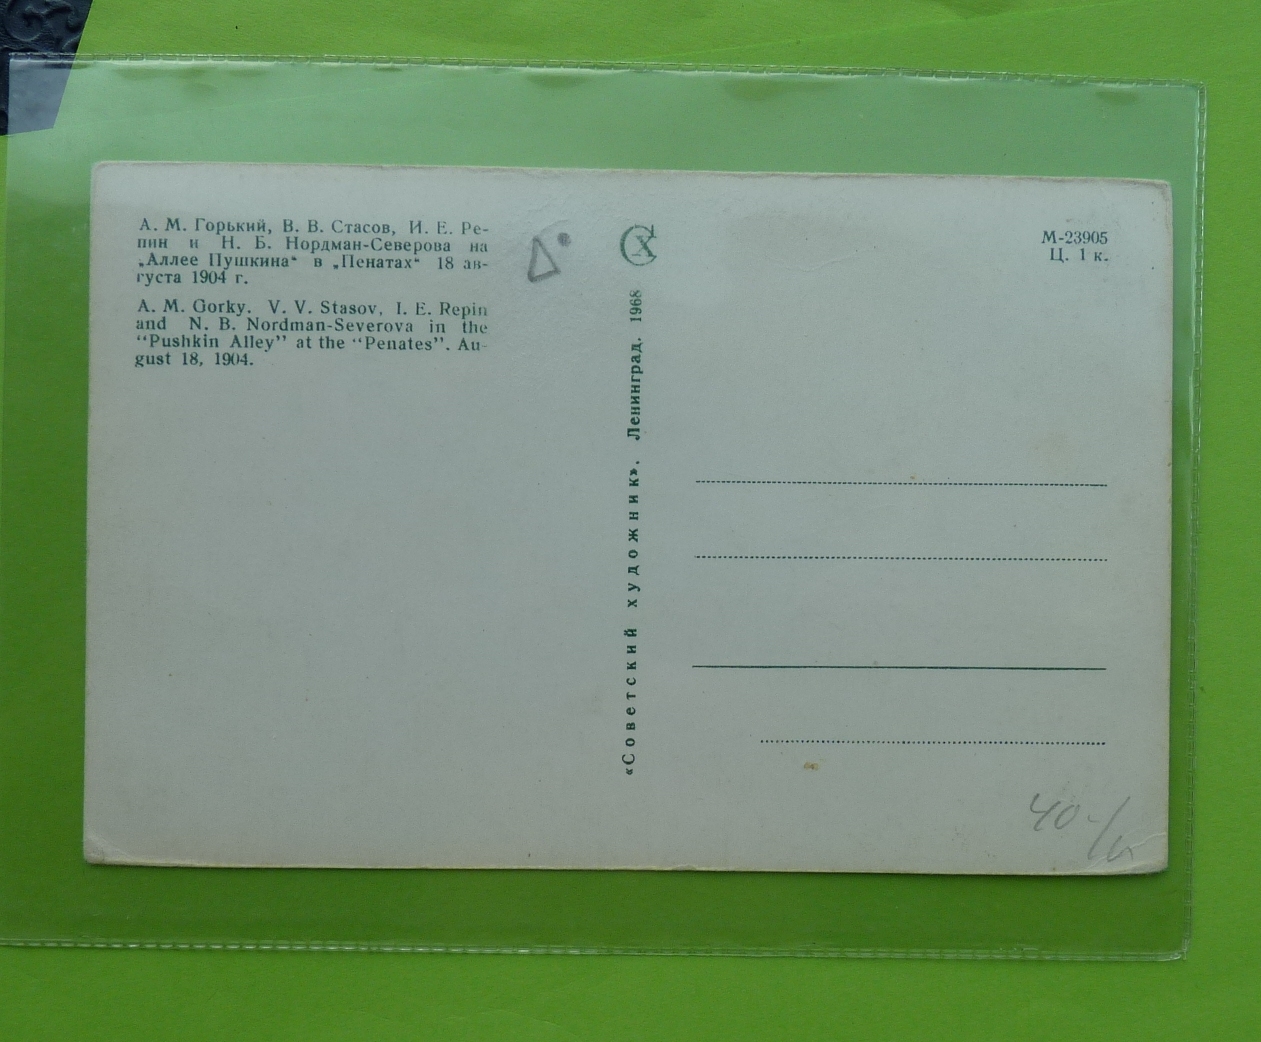 А. М. Горький, В. В. Стасов, И. Е. Ре-
пин и Н. Б. Нордман-Северова на
„Аллее Пушкина“ в „Пенатах“ 18 ав-
густа 1904 г.
A. M. Gorky, V. V. Stasov, I. E. Repin
and N. B. Nordman-Severova in the
“Pushkin Alley” at the “Penates”. Au-
gust 18, 1904.
«Советский художник». Ленинград. 1968
М-23905
Ц. 1 к.
40-/